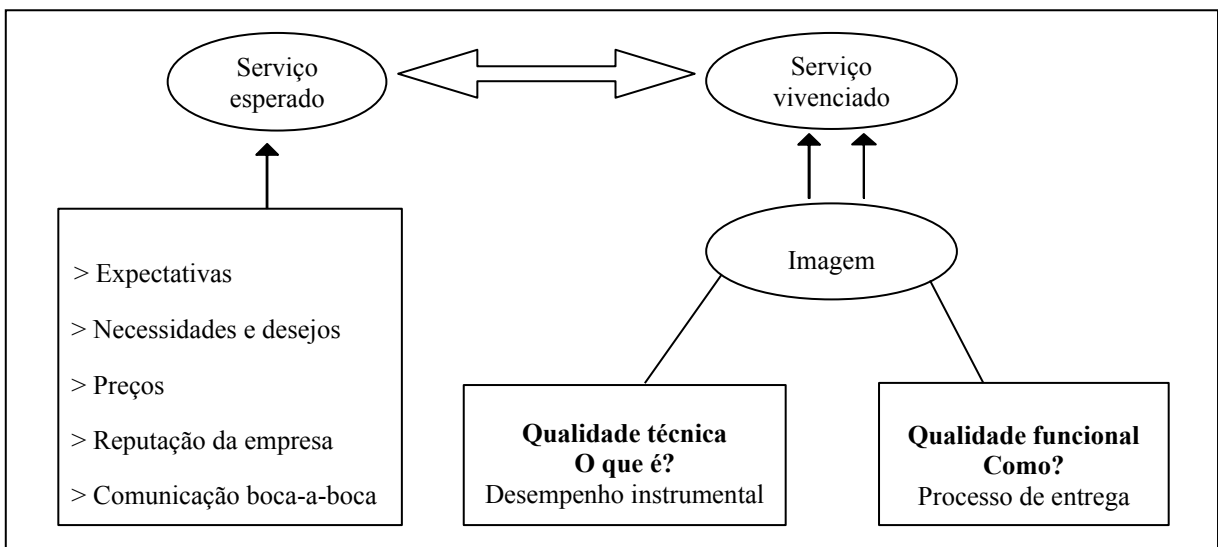 Serviço
esperado
Serviço
vivenciado
Imagem
> Expectativas
> Necessidades e desejos
> Preços
> Reputação da empresa
> Comunicação boca-a-boca
Qualidade técnica
O que é?
Desempenho instrumental
Qualidade funcional
Como?
Processo de entrega